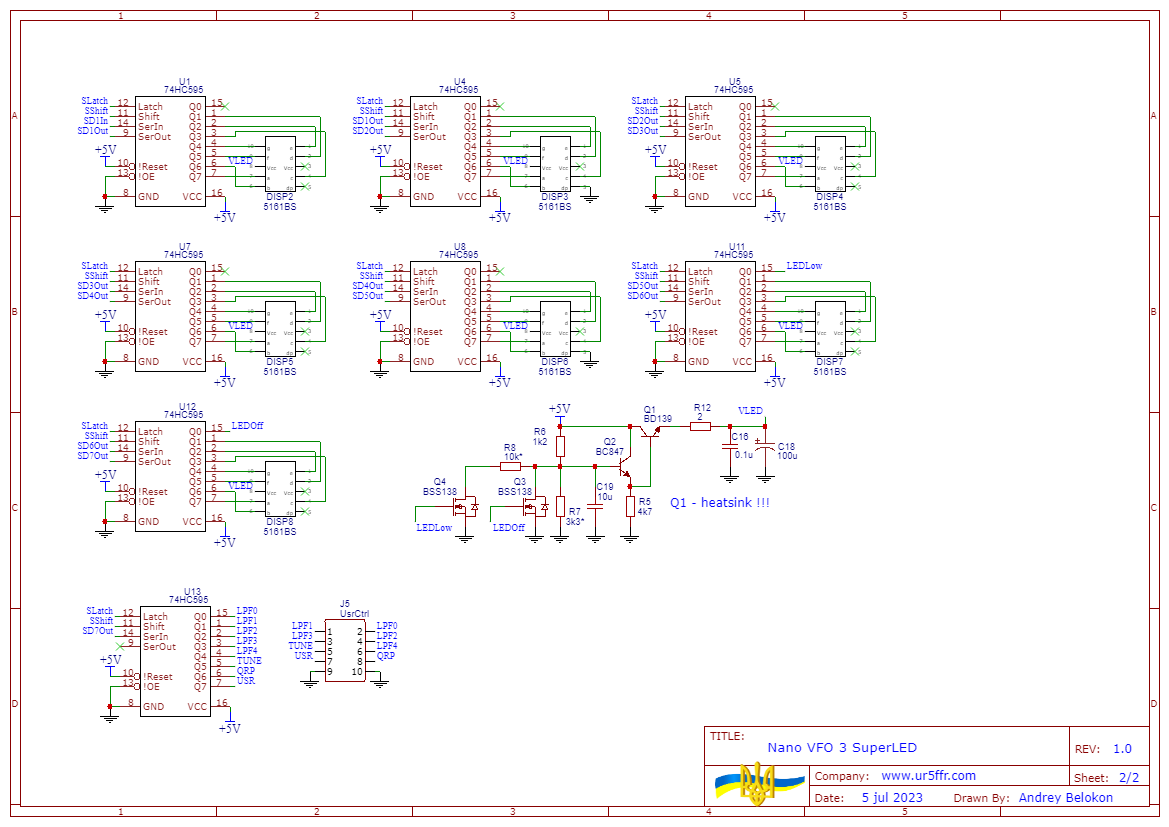 1 2 3 4 5
A
U1
74HC595
SLatch 12 Latch Q0 15
SShift 11 Shift Q1 1
SD1In 14 SerIn Q2 2
SD1Out 9 SerOut Q3 3
Q4 4
+5V Q5 5
10 !Reset Q6 6 VLED
13 !OE Q7 7
8 GND VCC 16
+5V
g a
f d
Vcc Vcc
a c
b dp
DISP2
5161BS
U4
74HC595
SLatch 12 Latch Q0 15
SShift 11 Shift Q1 1
SD1Out 14 SerIn Q2 2
SD2Out 9 SerOut Q3 3
Q4 4
+5V Q5 5
10 !Reset Q6 6 VLED
13 !OE Q7 7
8 GND VCC 16
+5V
DISP3
5161BS
U5
74HC595
SLatch 12 Latch Q0 15
SShift 11 Shift Q1 1
SD2Out 14 SerIn Q2 2
SD3Out 9 SerOut Q3 3
Q4 4
+5V Q5 5
10 !Reset Q6 6 VLED
13 !OE Q7 7
8 GND VCC 16
+5V
DISP4
5161BS
A
B
U7
74HC595
SLatch 12 Latch Q0 15
SShift 11 Shift Q1 1
SD3Out 14 SerIn Q2 2
SD4Out 9 SerOut Q3 3
Q4 4
+5V Q5 5
10 !Reset Q6 6 VLED
13 !OE Q7 7
8 GND VCC 16
+5V
DISP5
5161BS
U8
74HC595
SLatch 12 Latch Q0 15
SShift 11 Shift Q1 1
SD4Out 14 SerIn Q2 2
SD5Out 9 SerOut Q3 3
Q4 4
+5V Q5 5
10 !Reset Q6 6 VLED
13 !OE Q7 7
8 GND VCC 16
+5V
DISP6
5161BS
U11
74HC595
SLatch 12 Latch Q0 15 LEDLow
SShift 11 Shift Q1 1
SD5Out 14 SerIn Q2 2
SD6Out 9 SerOut Q3 3
Q4 4
+5V Q5 5
10 !Reset Q6 6 VLED
13 !OE Q7 7
8 GND VCC 16
+5V
DISP7
5161BS
B
C
U12
74HC595
SLatch 12 Latch Q0 15 LEDOff
SShift 11 Shift Q1 1
SD6Out 14 SerIn Q2 2
SD7Out 9 SerOut Q3 3
Q4 4
+5V Q5 5
10 !Reset Q6 6 VLED
13 !OE Q7 7
8 GND VCC 16
+5V
DISP8
5161BS
+5V
R6
1k2
R8
10k*
Q4
BSS138
LEDLow
Q3
BSS138
LEDOff
R7
3k3*
C19
10u
Q2
BC847
R5
4k7
Q1
BD139
R12
2
VLED
C16
0.1u
+
C18
100u
Q1 - heatsink !!!
C
D
U13
74HC595
SLatch 12 Latch Q0 15 LPF0
SShift 11 Shift Q1 1 LPF1
SD7Out 14 SerIn Q2 2 LPF2
9 SerOut Q3 3 LPF3
Q4 4 LPF4
+5V Q5 5 TUNE
10 !Reset Q6 6 QRP
13 !OE Q7 7 USR
8 GND VCC 16
+5V
J5
UsrCtrl
LPF1 1 2 LPF0
LPF3 3 4 LPF2
TUNE 5 6 LPF4
USR 7 8 QRP
9 10
D
TITLE:
Nano VFO 3 SuperLED
REV: 1.0
Company: www.ur5ffr.com
Sheet: 2/2
Date: 5 jul 2023 Drawn By: Andrey Belokon
1 2 3 4 5